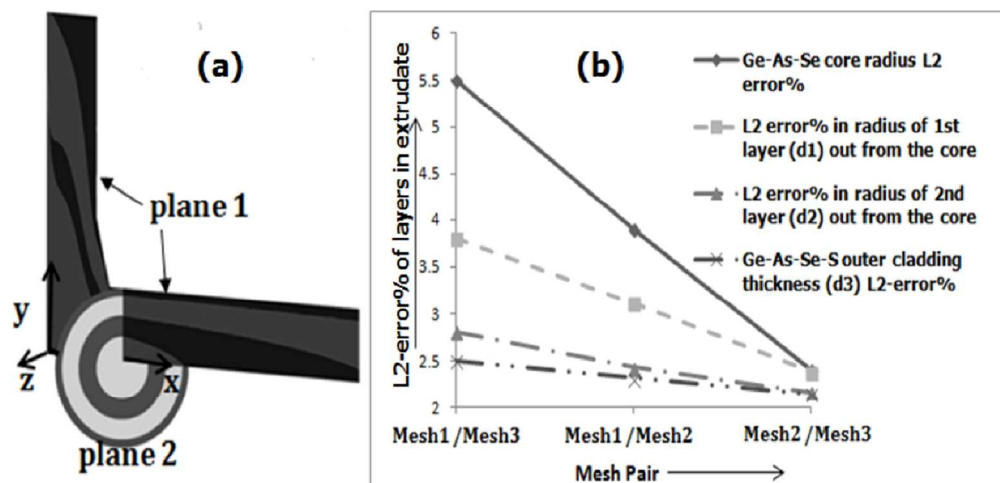 (a)
plane 1
y
z
x
plane 2
(b)
L2-error% of layers in extrudate
5.5
5
4.5
4
3.5
3
2.5
2
Mesh1/Mesh3
Mesh1/Mesh2
Mesh2/Mesh3
Mesh Pair
Ge-As-Se core radius L2
error%
L2 error% in radius of 1st
layer (d1) out from the core
L2 error% in radius of 2nd
layer (d2) out from the core
Ge-As-Se-S outer cladding
thickness (d3) L2-error%